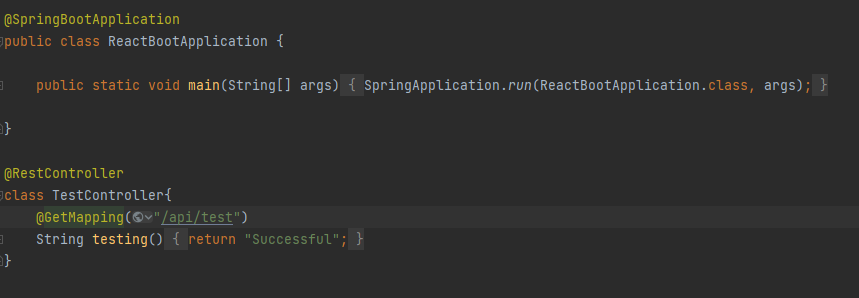 @SpringBootApplication
public class ReactBootApplication {
public static void main(String[] args) { SpringApplication.run(ReactBootApplication.class, args); }
}
@RestController
class TestController{
@GetMapping("/api/test")
String testing() { return "Successful"; }
}